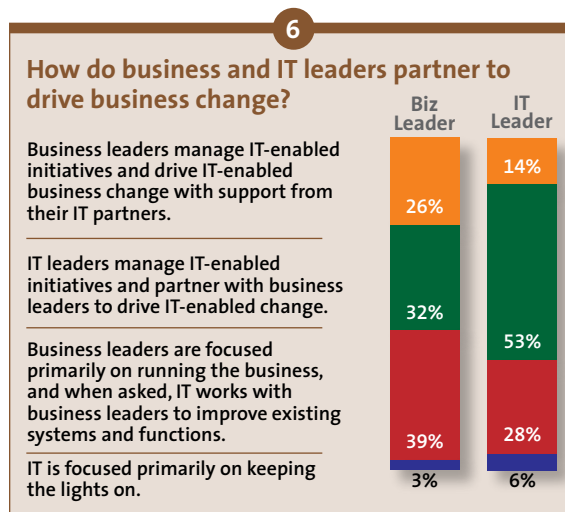 6
How do business and IT leaders partner to
drive business change?
Biz
Leader
IT
Leader
Business leaders manage IT-enabled
initiatives and drive IT-enabled
business change with support from
their IT partners.
26%
14%
IT leaders manage IT-enabled
initiatives and partner with business
leaders to drive IT-enabled change.
32%
53%
Business leaders are focused
primarily on running the business,
and when asked, IT works with
business leaders to improve existing
systems and functions.
39%
28%
IT is focused primarily on keeping
the lights on.
3%
6%